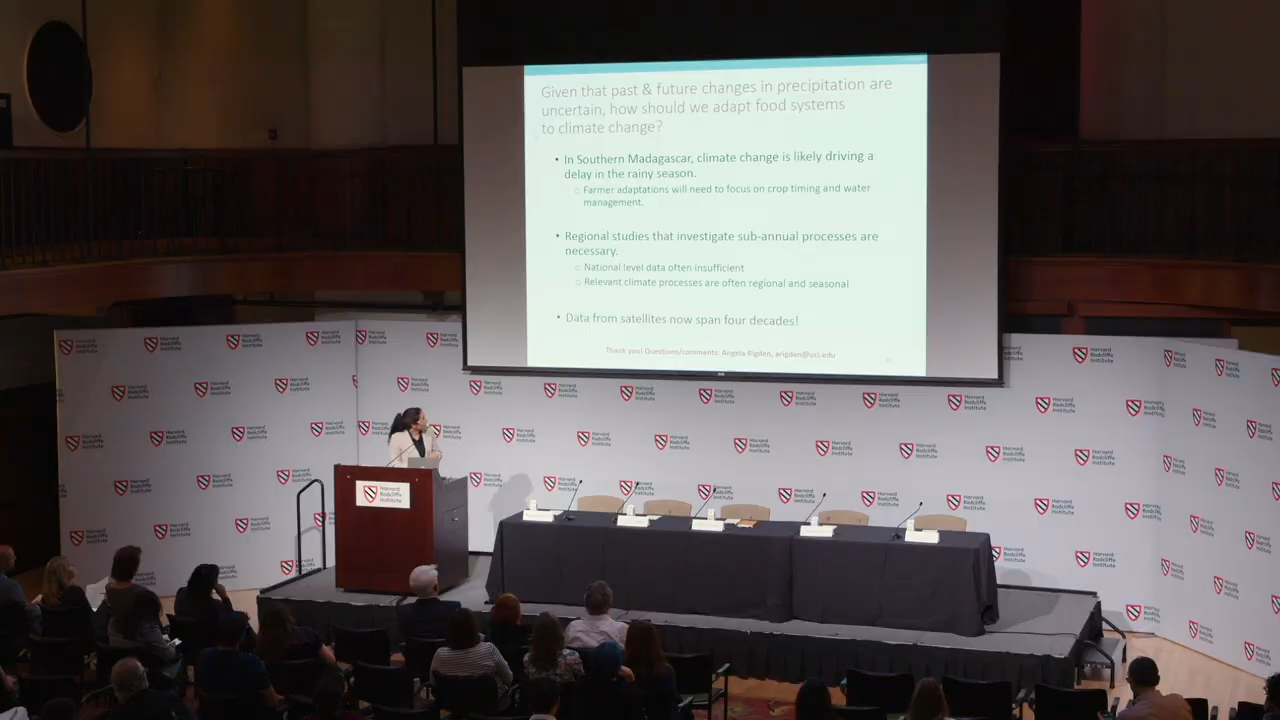 Given that past & future changes in precipitation are
uncertain, how should we adapt food systems
to climate change?
• In Southern Madagascar, climate change is likely driving a
delay in the rainy season.
○ Farmer adaptations will need to focus on crop timing and water
management.
• Regional studies that investigate sub-annual processes are
necessary.
○ National level data often insufficient
○ Relevant climate processes are often regional and seasonal
• Data from satellites now span four decades!
Thank you! Questions/comments: Angela Rigden, arigden@uci.edu
Harvard
Radcliffe
Institute